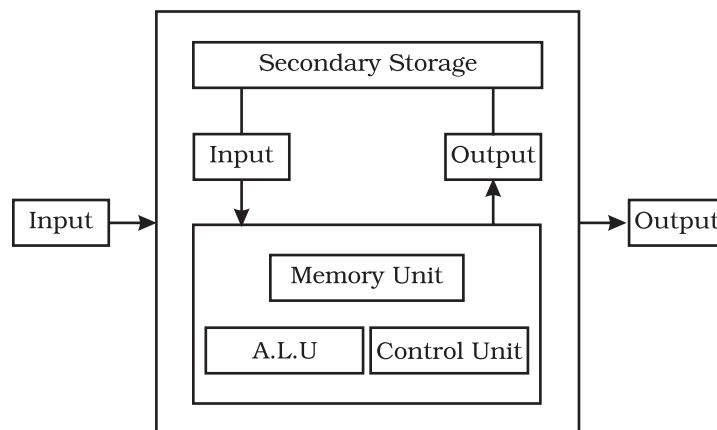 Secondary Storage
Input
Output
Input
Output
Memory Unit
A.L.U
Control Unit